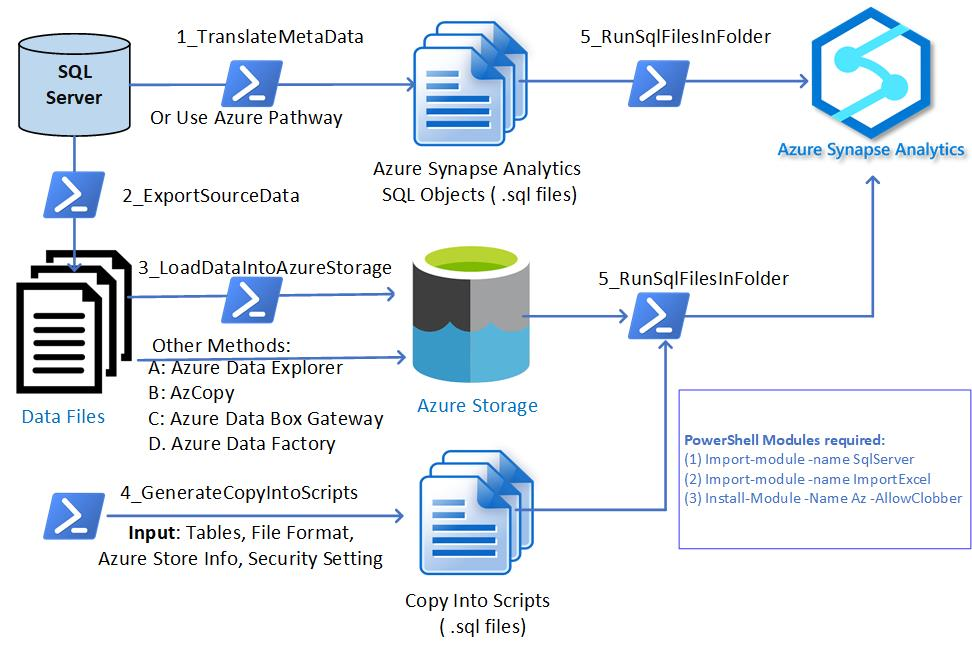 SQL
Server
1_TranslateMetaData
Or Use Azure Pathway
Azure Synapse Analytics
SQL Objects ( .sql files)
5_RunSqlFilesInFolder
Azure Synapse Analytics
2_ExportSourceData
Data Files
3_LoadDataIntoAzureStorage
Other Methods:
A: Azure Data Explorer
B: AzCopy
C: Azure Data Box Gateway
D. Azure Data Factory
Azure Storage
5_RunSqlFilesInFolder
4_GenerateCopyIntoScripts
Input: Tables, File Format,
Azure Store Info, Security Setting
Copy Into Scripts
( .sql files)
PowerShell Modules required:
(1) Import-module -name SqlServer
(2) Import-module -name ImportExcel
(3) Install-Module -Name Az -AllowClobber